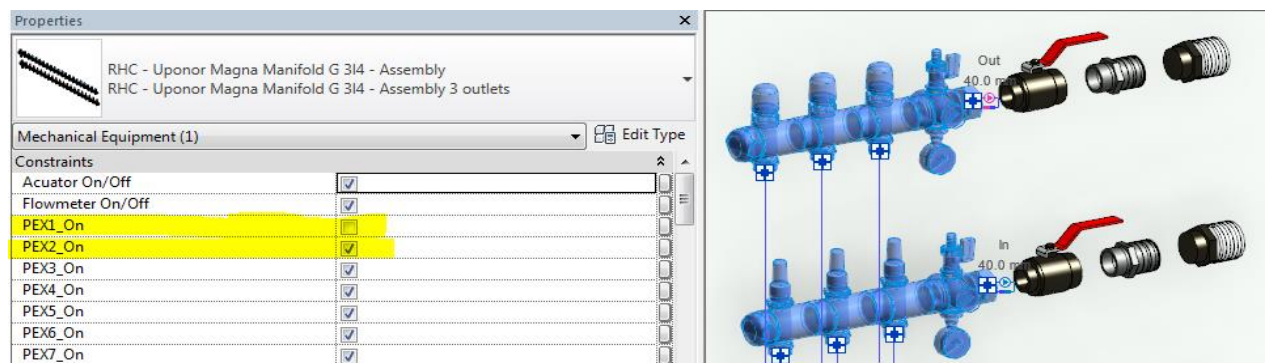 Properties
RHC - Uponor Magna Manifold G 3I4 - Assembly
RHC - Uponor Magna Manifold G 3I4 - Assembly 3 outlets
Mechanical Equipment (1)
Edit Type
Constraints
Acuator On/Off
Flowmeter On/Off
PEX1_On
PEX2_On
PEX3_On
PEX4_On
PEX5_On
PEX6_On
PEX7_On
Out
40.0 mm
In
40.0 mm